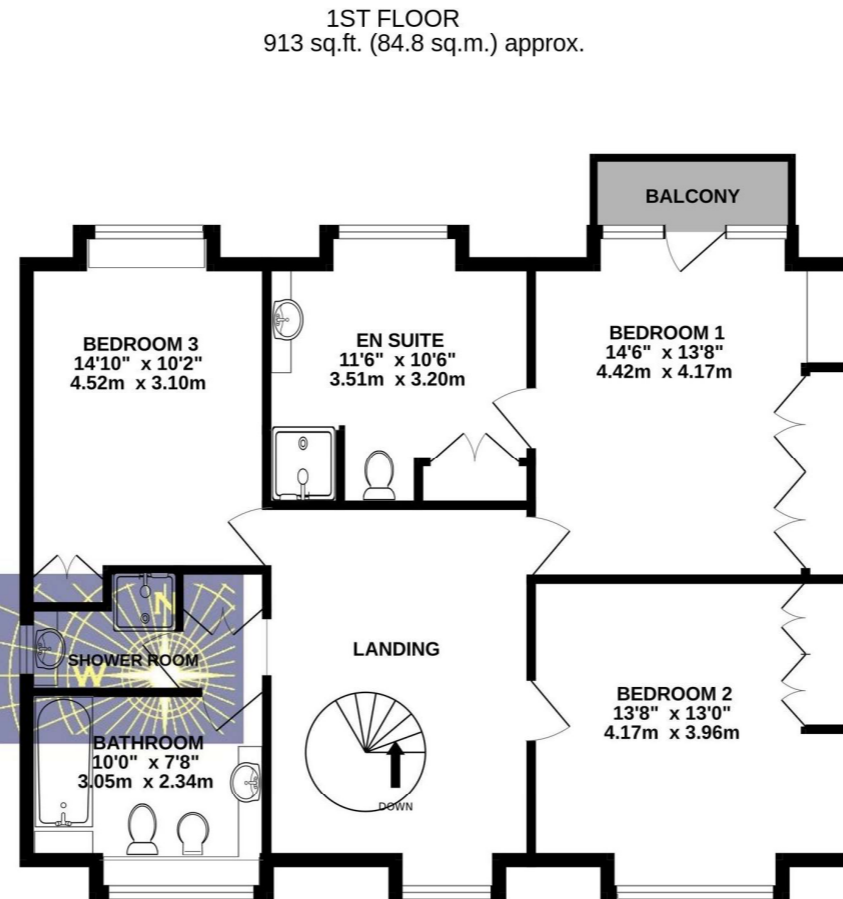 1ST FLOOR
913 sq.ft. (84.8 sq.m.) approx.
BALCONY
BEDROOM 3
14'10" x 10'2"
4.52m x 3.10m
EN SUITE
11'6" x 10'6"
3.51m x 3.20m
BEDROOM 1
14'6" x 13'8"
4.42m x 4.17m
N
W
SHOWER ROOM
LANDING
BEDROOM 2
13'8" x 13'0"
4.17m x 3.96m
BATHROOM
10'0" x 7'8"
3.05m x 2.34m
DOWN